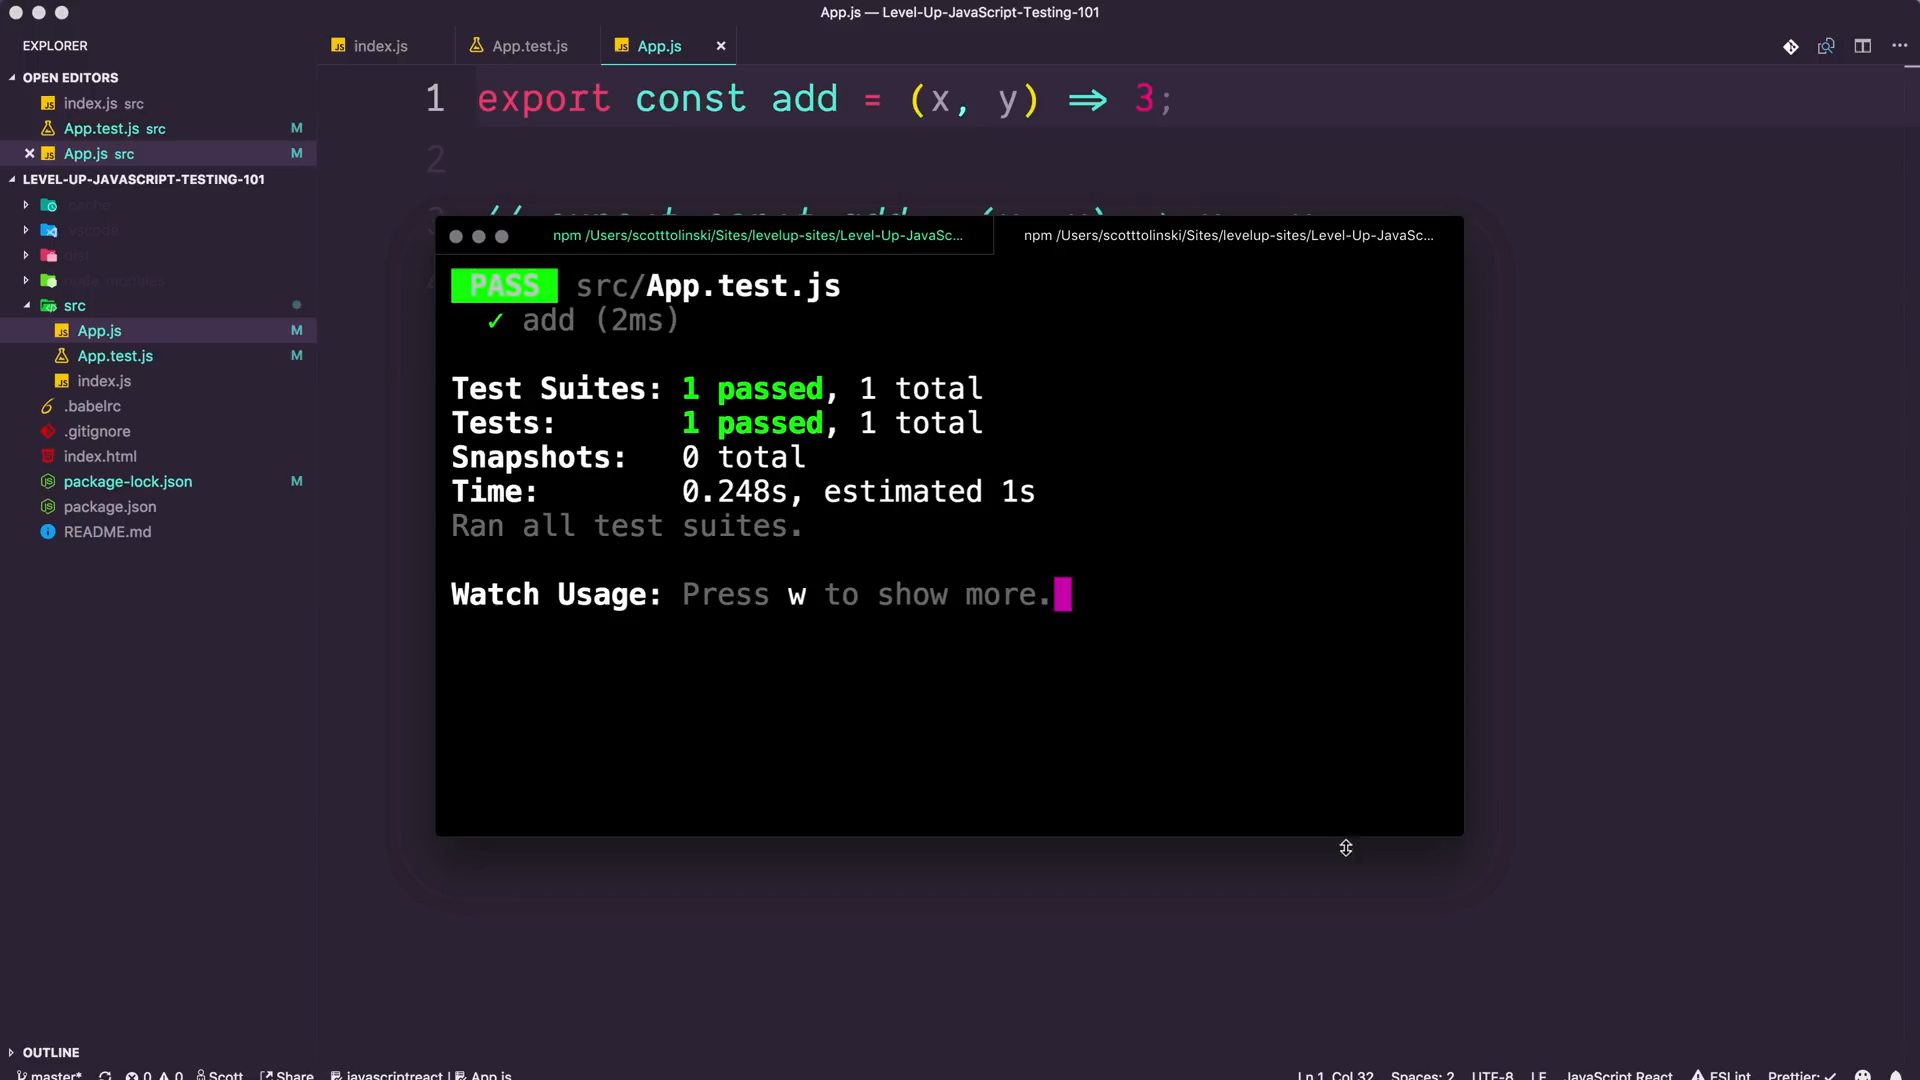 App.js — Level-Up-JavaScript-Testing-101
EXPLORER
index.js
App.test.js
App.js
OPEN EDITORS
index.js src
App.test.js src M
App.js src M
LEVEL-UP-JAVASCRIPT-TESTING-101
.cache
.vscode
dist
node_modules
src
App.js M
App.test.js M
index.js
.babelrc
.gitignore
index.html
package-lock.json M
package.json
README.md
OUTLINE
1 export const add = (x, y) => 3;
2
npm /Users/scotttolinski/Sites/levelup-sites/Level-Up-JavaSc...
npm /Users/scotttolinski/Sites/levelup-sites/Level-Up-JavaSc...
PASS src/App.test.js
✓ add (2ms)
Test Suites: 1 passed, 1 total
Tests: 1 passed, 1 total
Snapshots: 0 total
Time: 0.248s, estimated 1s
Ran all test suites.
Watch Usage: Press w to show more.
master* 0 0 Scott Share javascriptreact | App.js Ln 1, Col 32 Spaces: 2 UTF-8 LF JavaScript React ESLint Prettier: ✓